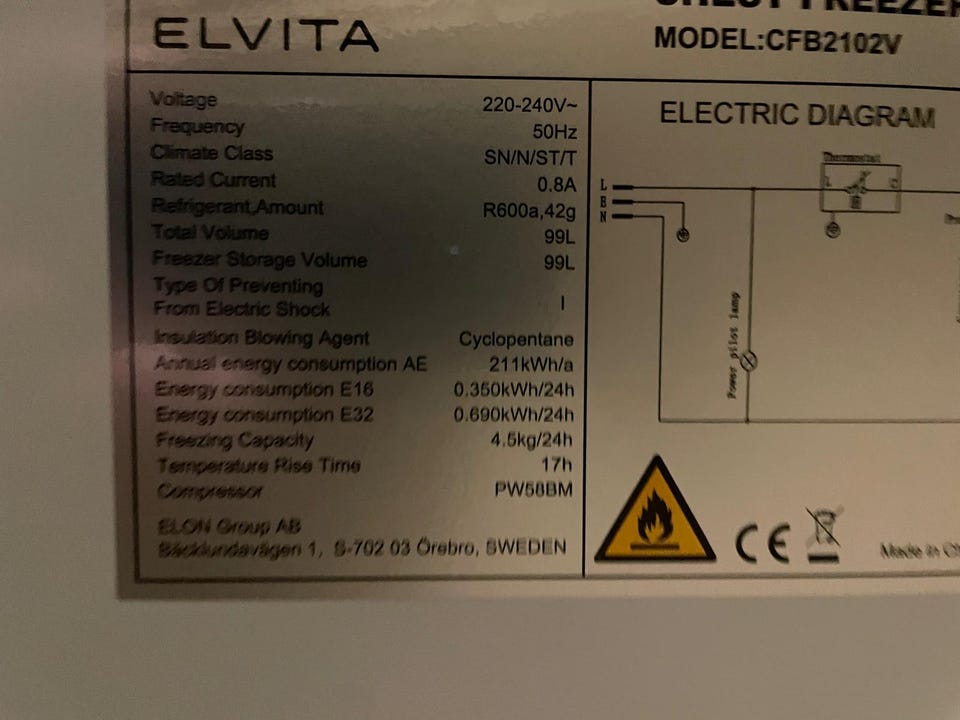 ELVITA
CHEST FREEZER
MODEL:CFB2102V
Voltage 220-240V~
Frequency 50Hz
Climate Class SN/N/ST/T
Rated Current 0.8A
Refrigerant,Amount R600a,42g
Total Volume 99L
Freezer Storage Volume 99L
Type Of Preventing
From Electric Shock I
Insulation Blowing Agent Cyclopentane
Annual energy consumption AE 211kWh/a
Energy consumption E16 0.350kWh/24h
Energy consumption E32 0.690kWh/24h
Freezing Capacity 4.5kg/24h
Temperature Rise Time 17h
Compressor PW58BM
ELON Group AB
Bäcklundavägen 1, S-702 03 Örebro, SWEDEN
ELECTRIC DIAGRAM
Thermostat
L C
L
E
N
Power pilot lamp
CE
Made in